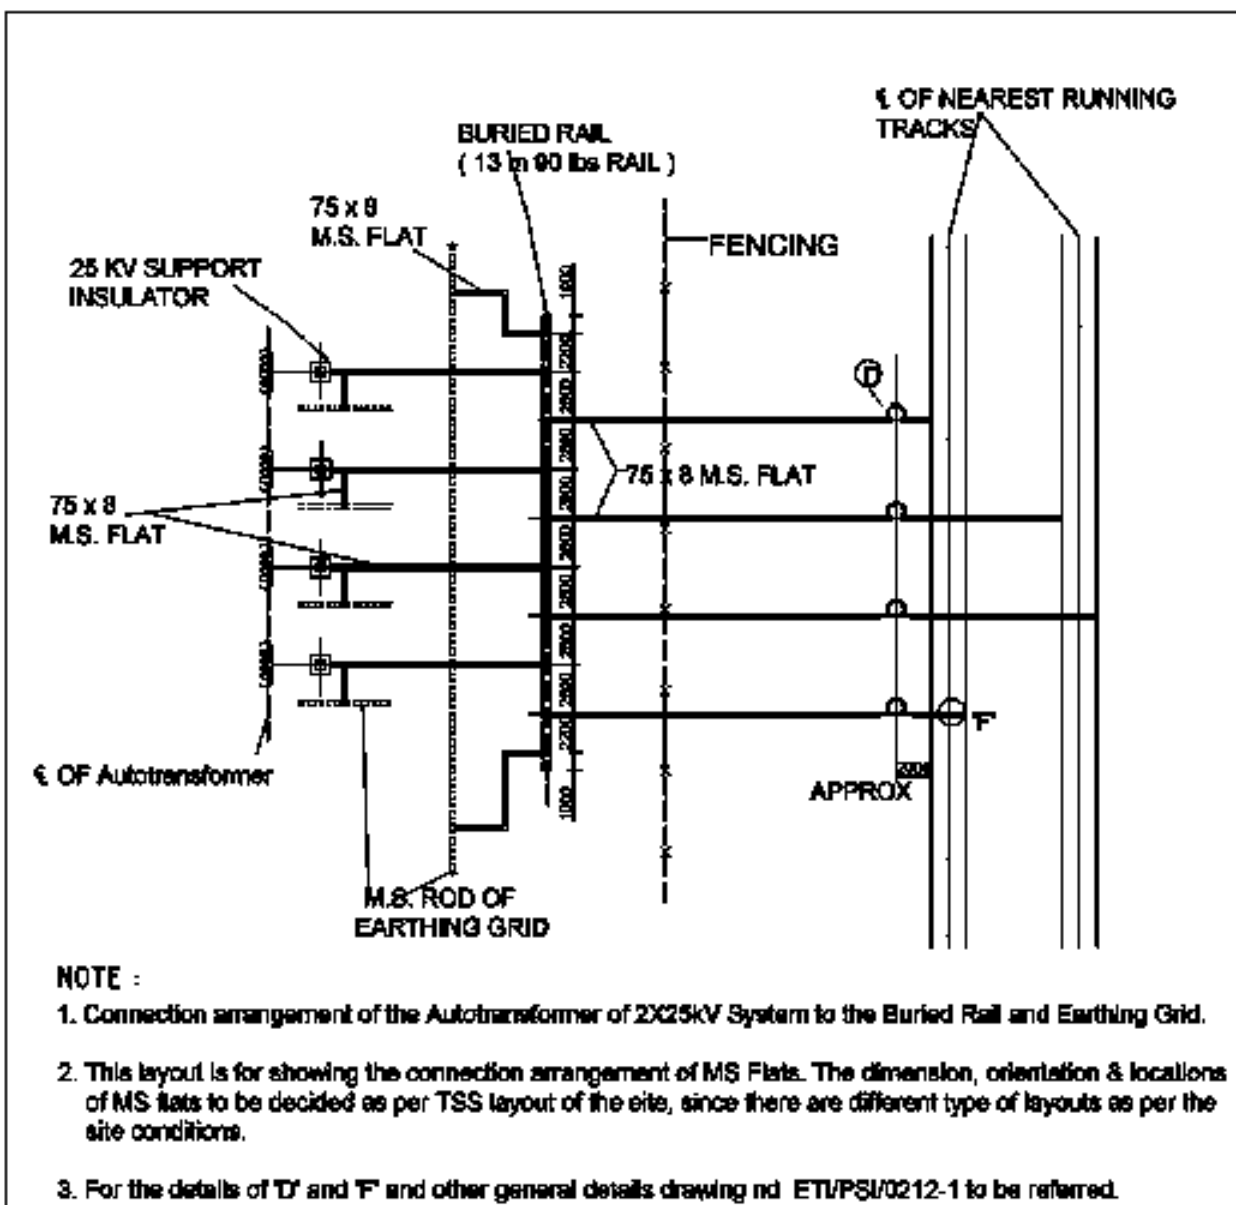 ℄ OF NEAREST RUNNING
TRACKS
BURIED RAIL
( 13 m 90 lbs RAIL )
75 x 8
M.S. FLAT
FENCING
25 KV SUPPORT
INSULATOR
D
75 x 8 M.S. FLAT
75 x 8
M.S. FLAT
'F'
℄ OF Autotransformer
APPROX
M.S. ROD OF
EARTHING GRID
NOTE :
1. Connection arrangement of the Autotransformer of 2X25kV System to the Buried Rail and Earthing Grid.
2. This layout is for showing the connection arrangement of MS Flats. The dimension, orientation & locations
of MS flats to be decided as per TSS layout of the site, since there are different type of layouts as per the
site conditions.
3. For the details of 'D' and 'F' and other general details drawing nd ETI/PSI/0212-1 to be referred.